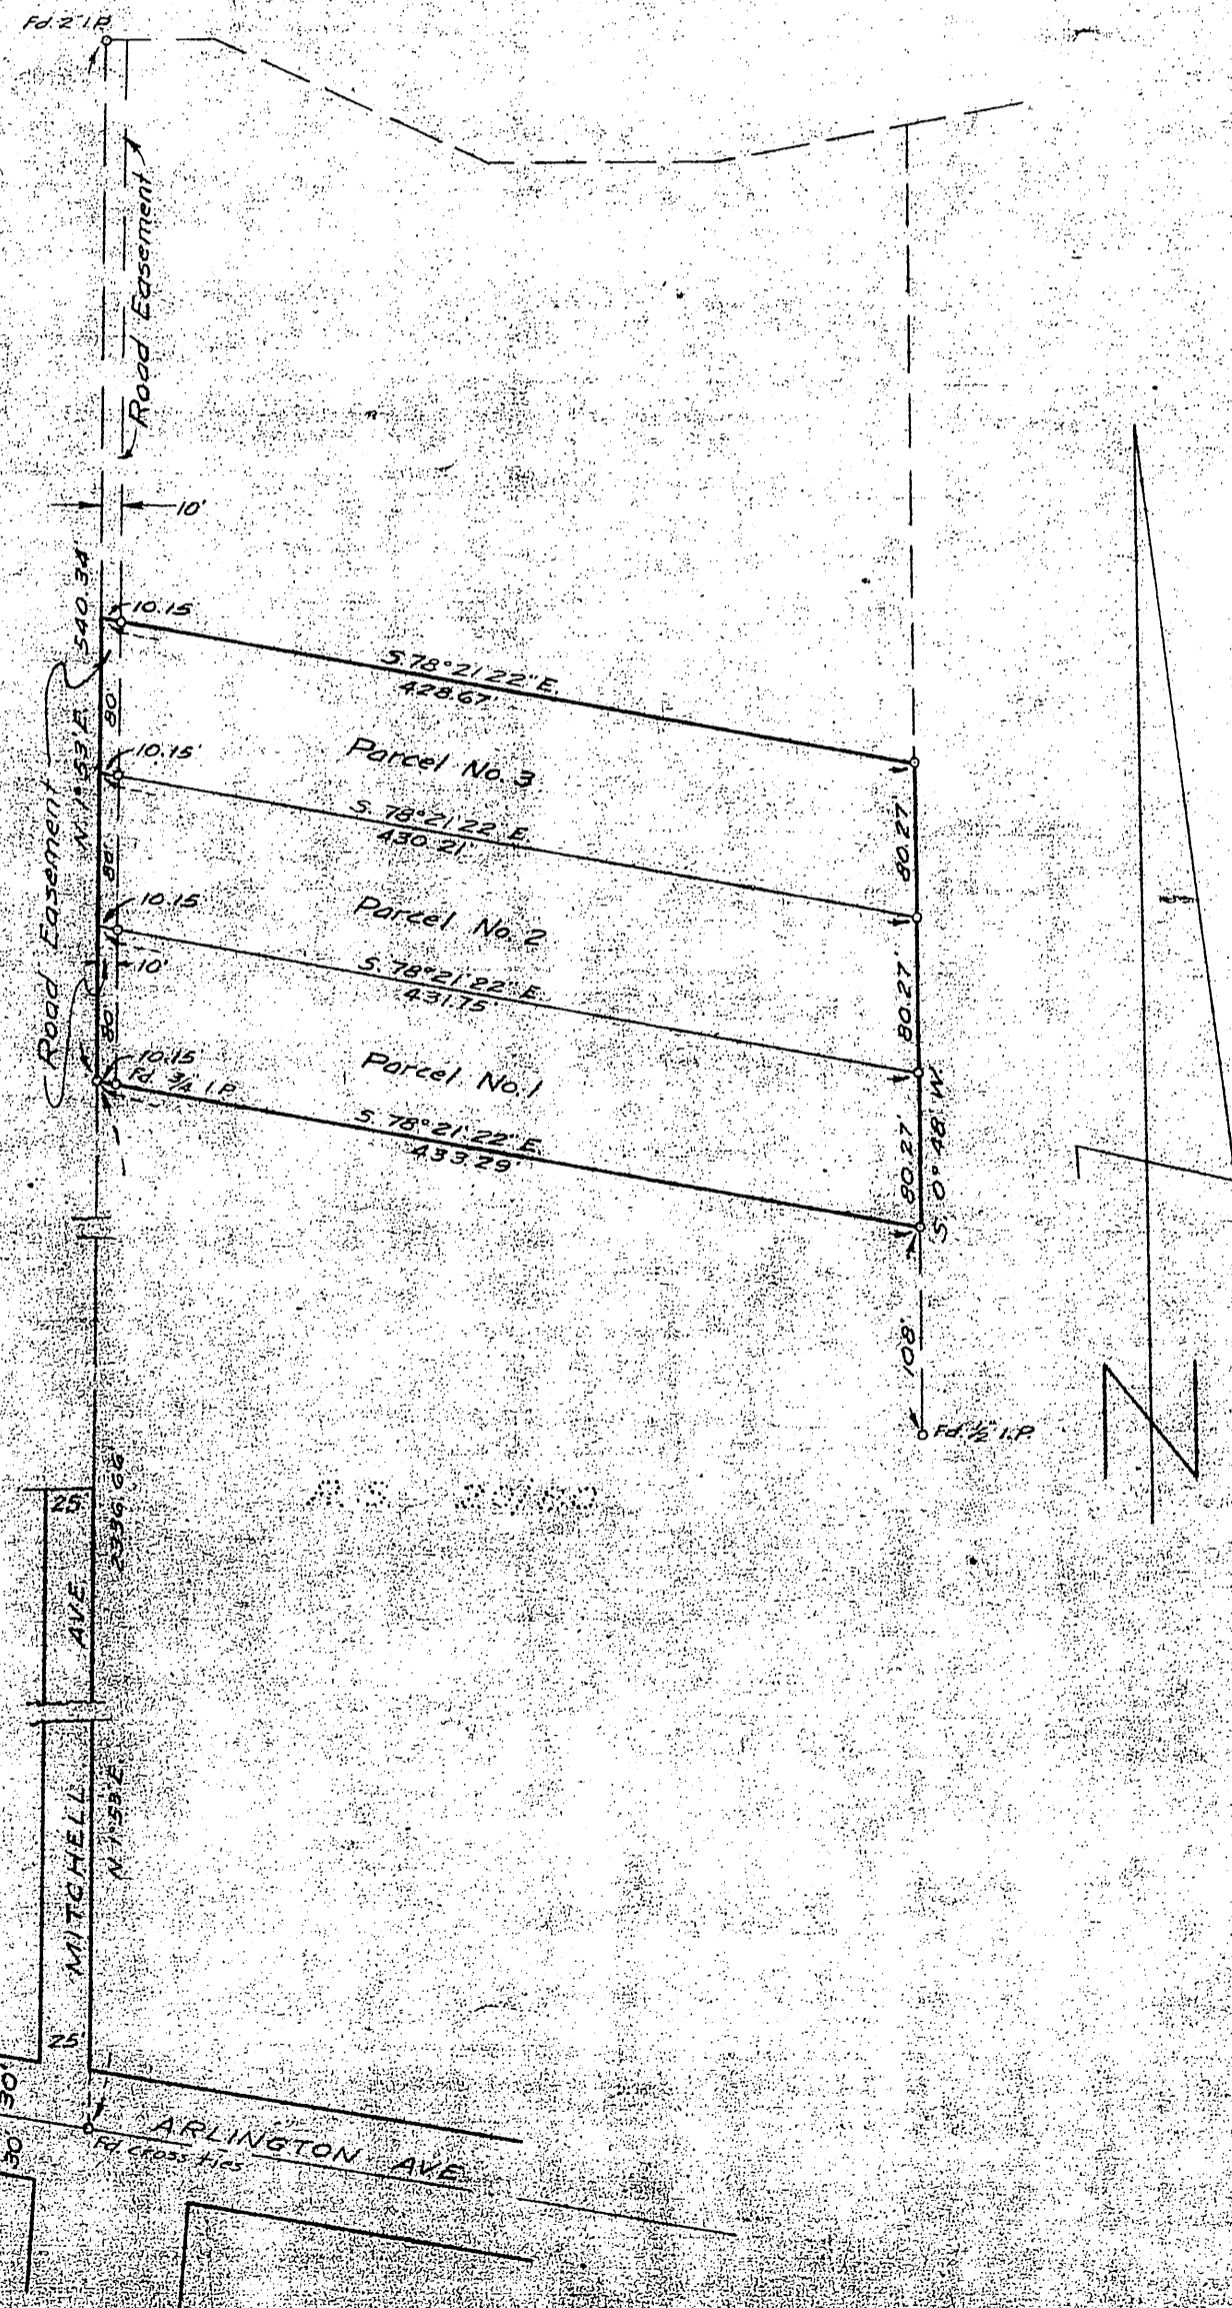 Fd. 2" I.P.
Road Easement
10'
540.34'
10.15
S. 78° 21' 22" E.
428.67'
80'
Parcel No. 3
10.15'
S. 78° 21' 22" E.
430.21'
80.27'
N. 1° 53' E.
Road Easement
80'
10.15
Parcel No. 2
10'
S. 78° 21' 22" E.
431.75'
80.27'
80'
10.15
Fd. 3/4" I.P.
Parcel No. 1
S. 78° 21' 22" E.
433.29'
80.27'
S. 0° 48' W.
108'
Fd. 1/2" I.P.
25'
2336.66'
MITCHELL AVE.
N. 1° 53' E.
25'
30'
30'
ARLINGTON AVE.
Fd. cross ties
N